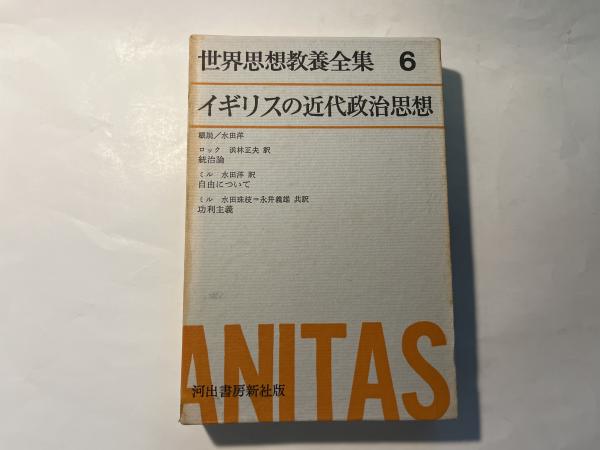 世界思想教養全集 6
イギリスの近代政治思想
解説／水田洋
ロック 浜林正夫 訳
統治論
ミル 水田洋 訳
自由について
ミル 水田珠枝=永井義雄 共訳
功利主義
ANITAS
河出書房新社版